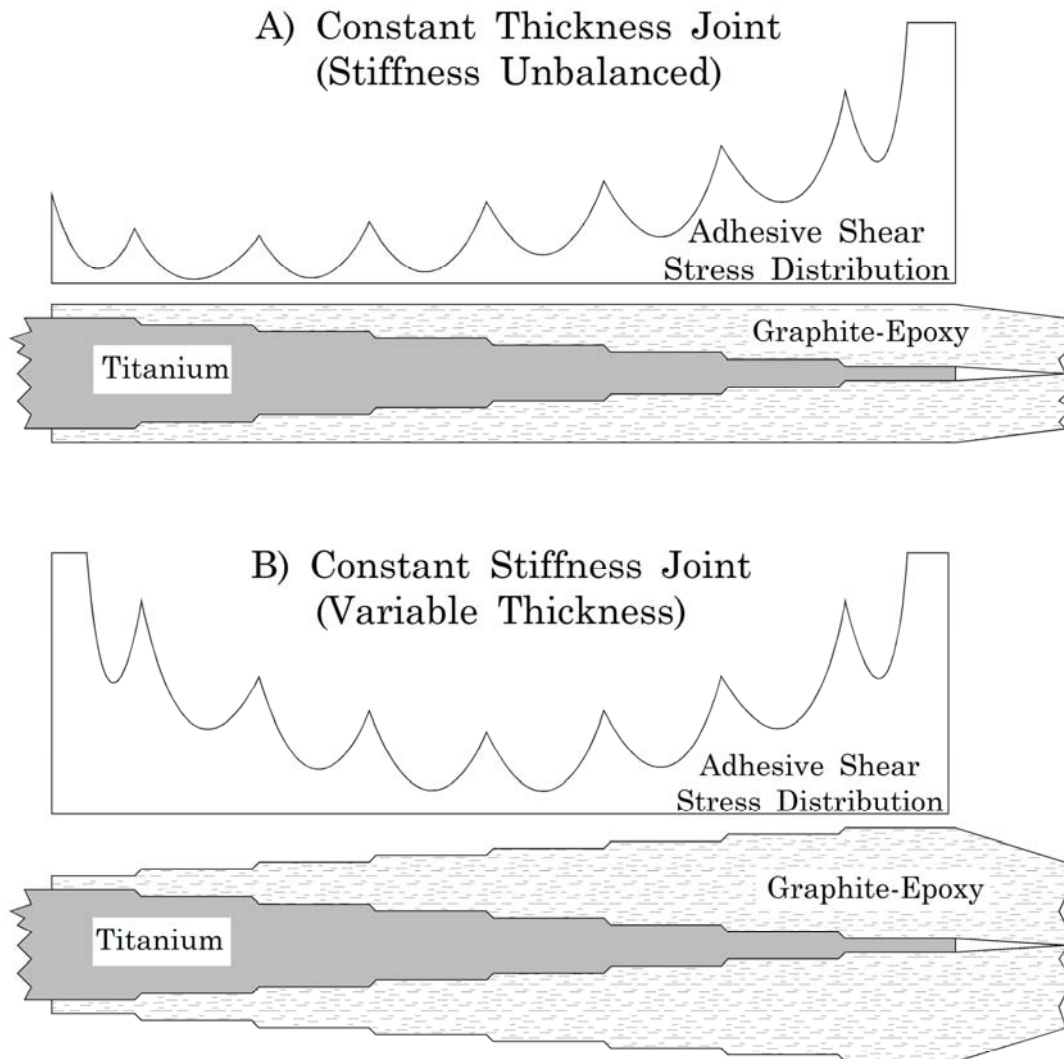 A) Constant Thickness Joint
(Stiffness Unbalanced)
Adhesive Shear
Stress Distribution
Graphite-Epoxy
Titanium
B) Constant Stiffness Joint
(Variable Thickness)
Adhesive Shear
Stress Distribution
Graphite-Epoxy
Titanium